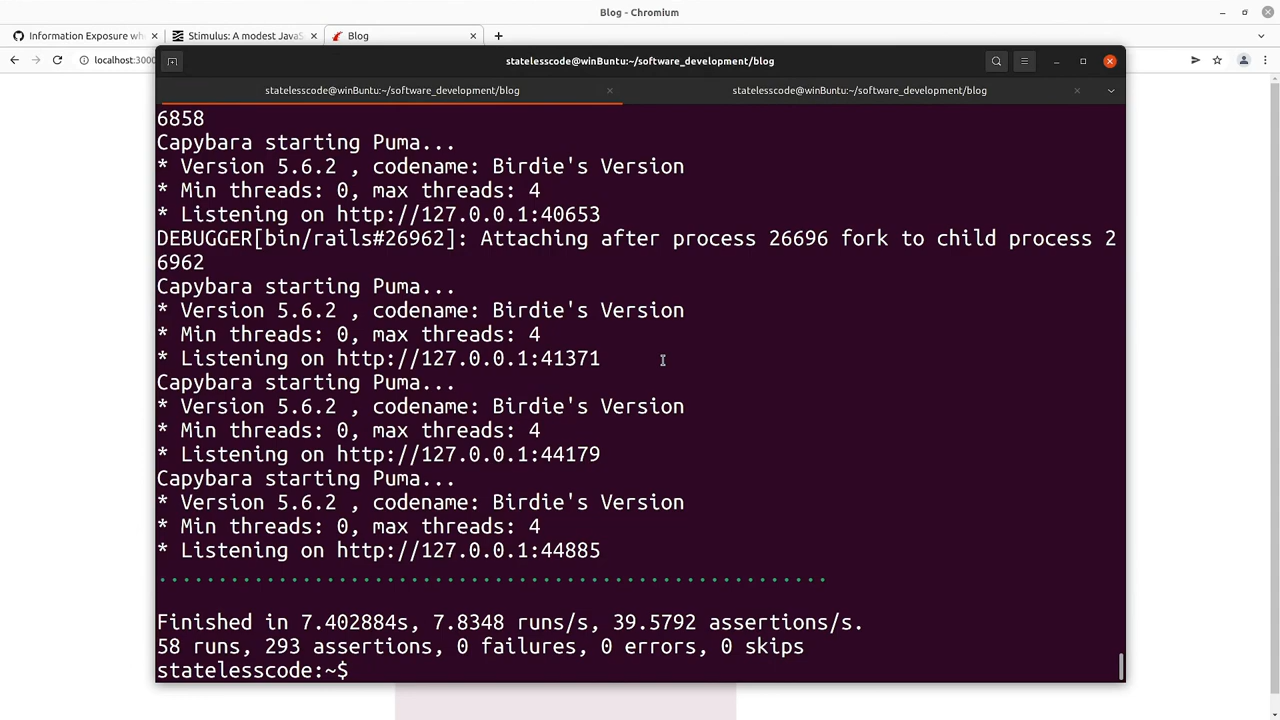 Blog - Chromium
Information Exposure whe
Stimulus: A modest JavaS
Blog
localhost:3000
statelesscode@winBuntu:~/software_development/blog
statelesscode@winBuntu:~/software_development/blog
statelesscode@winBuntu:~/software_development/blog
6858
Capybara starting Puma...
* Version 5.6.2 , codename: Birdie's Version
* Min threads: 0, max threads: 4
* Listening on http://127.0.0.1:40653
DEBUGGER[bin/rails#26962]: Attaching after process 26696 fork to child process 2
6962
Capybara starting Puma...
* Version 5.6.2 , codename: Birdie's Version
* Min threads: 0, max threads: 4
* Listening on http://127.0.0.1:41371
Capybara starting Puma...
* Version 5.6.2 , codename: Birdie's Version
* Min threads: 0, max threads: 4
* Listening on http://127.0.0.1:44179
Capybara starting Puma...
* Version 5.6.2 , codename: Birdie's Version
* Min threads: 0, max threads: 4
* Listening on http://127.0.0.1:44885
........................................................
Finished in 7.402884s, 7.8348 runs/s, 39.5792 assertions/s.
58 runs, 293 assertions, 0 failures, 0 errors, 0 skips
statelesscode:~$